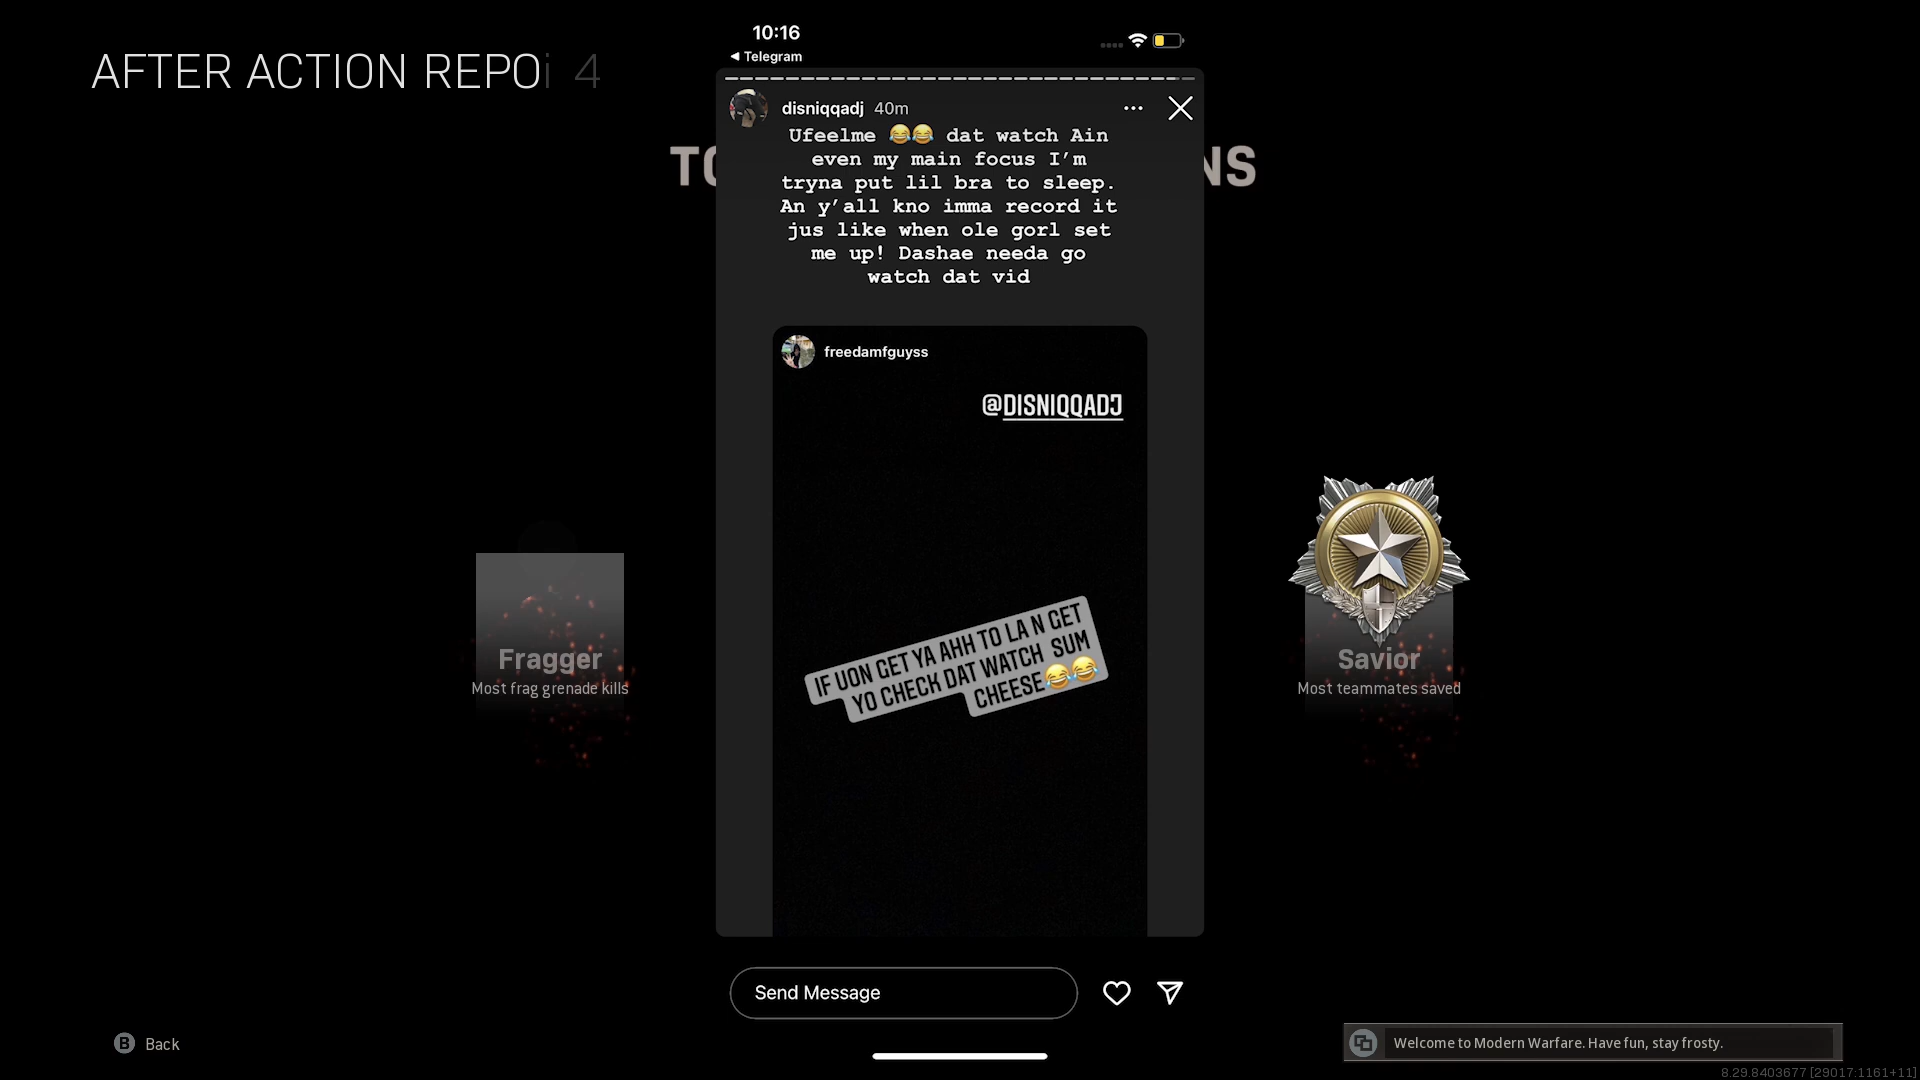 10:16
◀ Telegram
AFTER ACTION REPO
4
disniqqadj 40m
Ufeelme 😂😂 dat watch Ain
even my main focus I’m
tryna put lil bra to sleep.
An y’all kno imma record it
jus like when ole gorl set
me up! Dashae needa go
watch dat vid
freedamfguyss
@DISNIQQADJ
IF UON GET YA AHH TO LA N GET
YO CHECK DAT WATCH SUM
CHEESE😂😂
Fragger
Most frag grenade kills
Savior
Most teammates saved
Send Message
B Back
Welcome to Modern Warfare. Have fun, stay frosty.
8.29.8403677 [29017:1161+11]